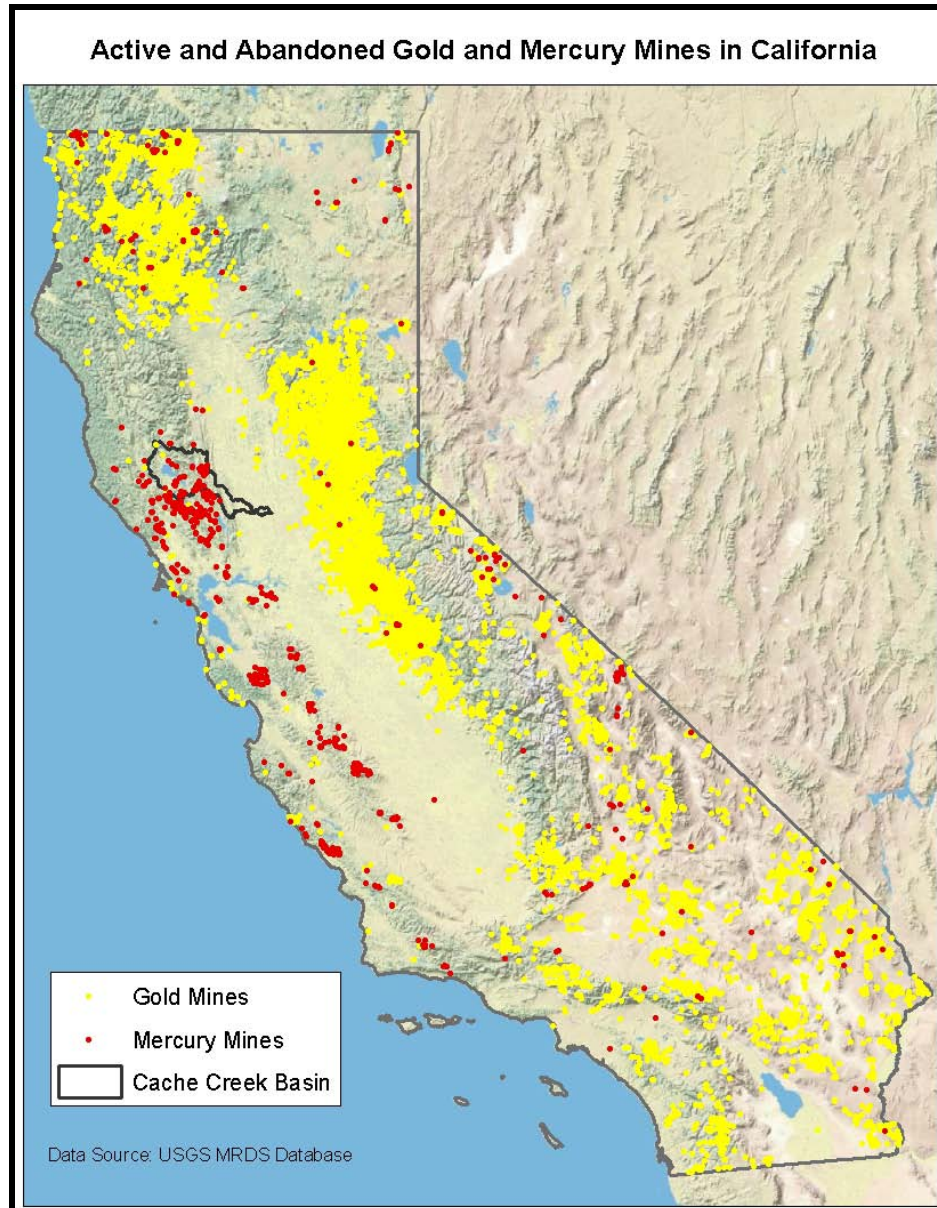 Active and Abandoned Gold and Mercury Mines in California
Gold Mines
Mercury Mines
Cache Creek Basin
Data Source: USGS MRDS Database